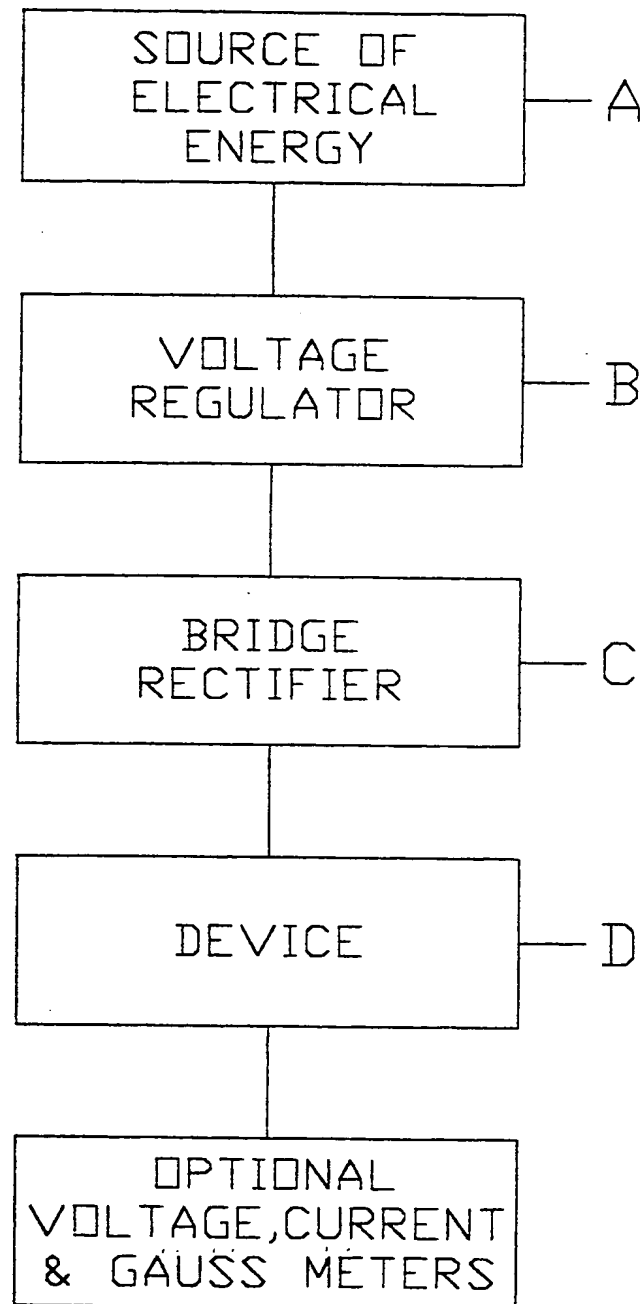 SOURCE OF
ELECTRICAL
ENERGY
A
VOLTAGE
REGULATOR
B
BRIDGE
RECTIFIER
C
DEVICE
D
OPTIONAL
VOLTAGE,CURRENT
& GAUSS METERS